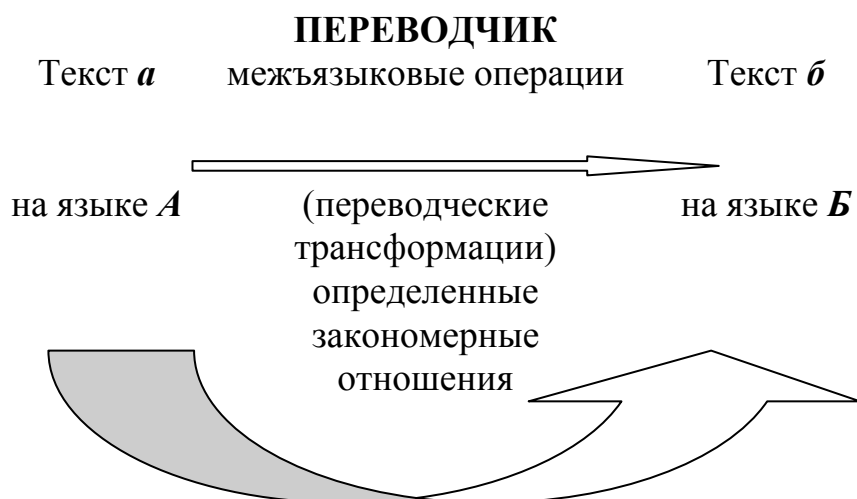 ПЕРЕВОДЧИК
Текст а межъязыковые операции Текст б
на языке А (переводческие на языке Б
трансформации)
определенные
закономерные
отношения